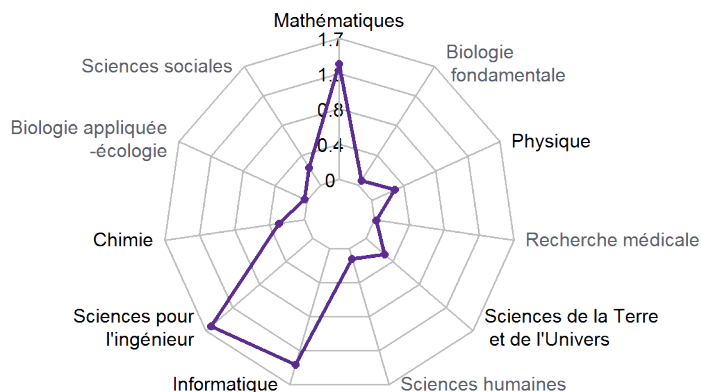 Mathématiques
1.7
Biologie
fondamentale
Sciences sociales
0.8
Biologie appliquée
-écologie
Physique
0.4
0
Chimie
Recherche médicale
Sciences pour
l'ingénieur
Sciences de la Terre
et de l'Univers
Informatique
Sciences humaines